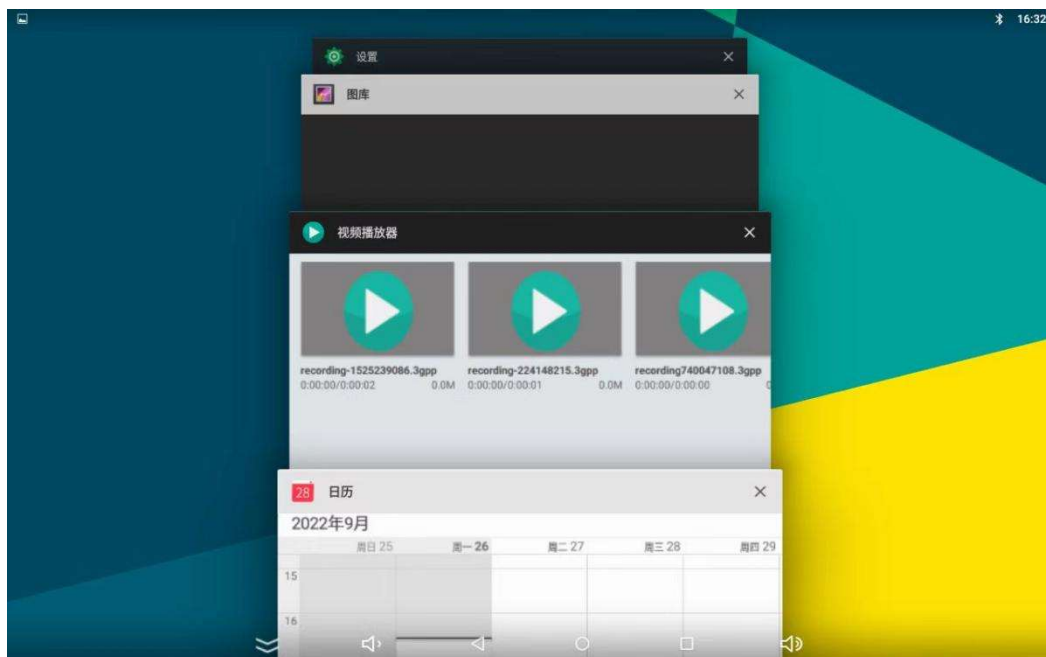 16:32
设置
图库
视频播放器
recording-1525239086.3gpp
0:00:00/0:00:02 0.0M
recording-224148215.3gpp
0:00:00/0:00:01 0.0M
recording740047108.3gpp
0:00:00/0:00:00
28 日历
2022年9月
周日 25 周一 26 周二 27 周三 28 周四 29
15
16